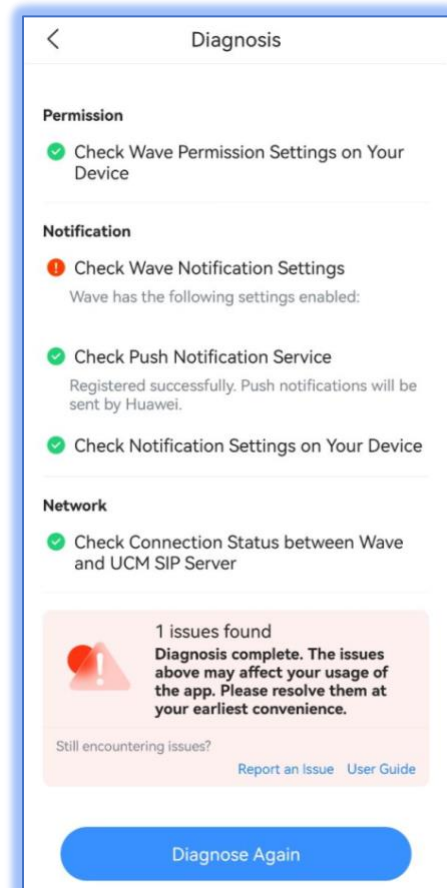 Diagnosis
Permission
Check Wave Permission Settings on Your
Device
Notification
Check Wave Notification Settings
Wave has the following settings enabled:
Check Push Notification Service
Registered successfully. Push notifications will be
sent by Huawei.
Check Notification Settings on Your Device
Network
Check Connection Status between Wave
and UCM SIP Server
1 issues found
Diagnosis complete. The issues
above may affect your usage of
the app. Please resolve them at
your earliest convenience.
Still encountering issues?
Report an Issue User Guide
Diagnose Again